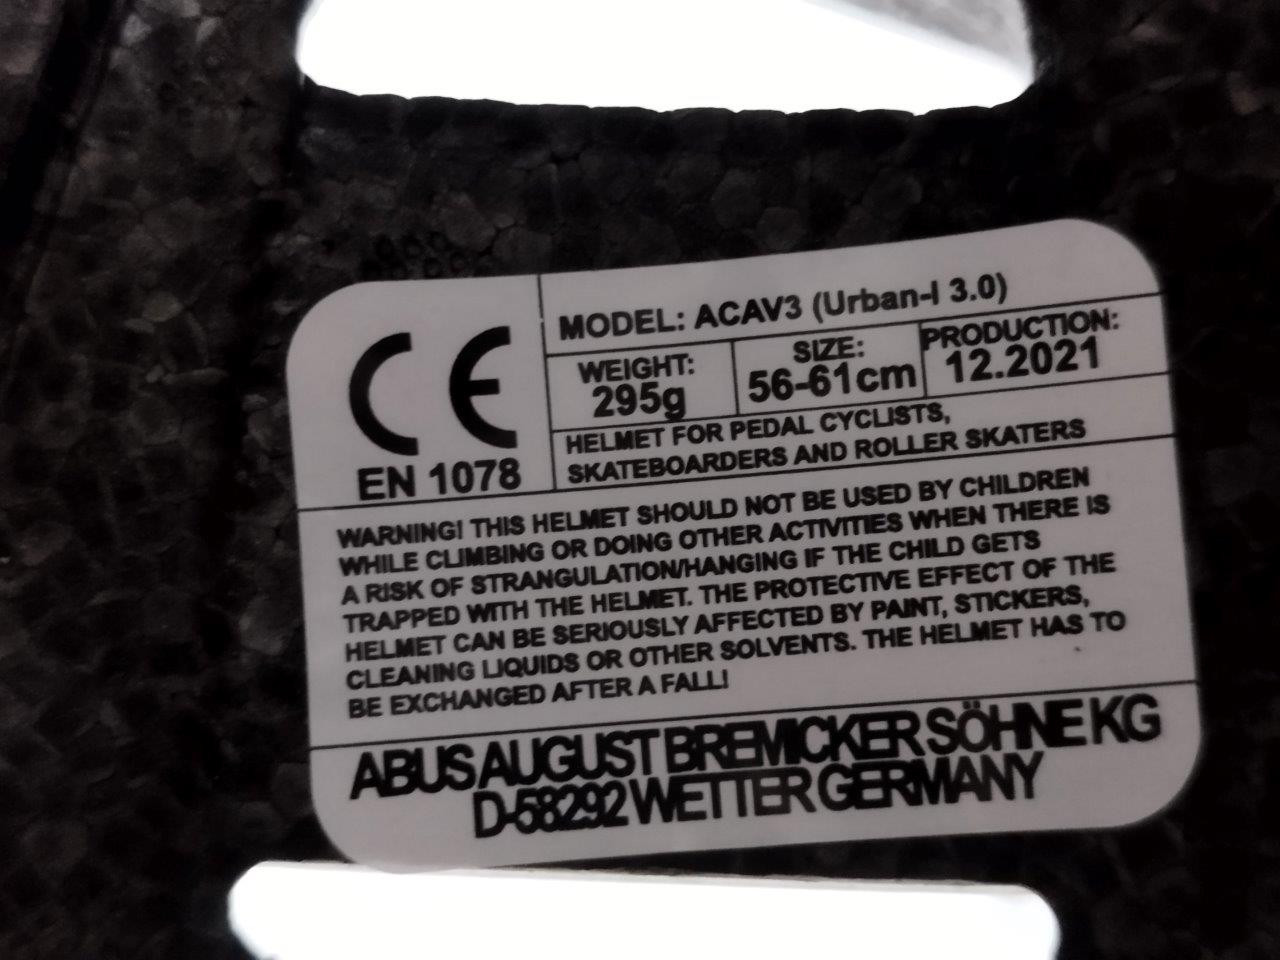 CE
EN 1078
MODEL: ACAV3 (Urban-I 3.0)
WEIGHT:
295g
SIZE:
56-61cm
PRODUCTION:
12.2021
HELMET FOR PEDAL CYCLISTS,
SKATEBOARDERS AND ROLLER SKATERS
WARNING! THIS HELMET SHOULD NOT BE USED BY CHILDREN
WHILE CLIMBING OR DOING OTHER ACTIVITIES WHEN THERE IS
A RISK OF STRANGULATION/HANGING IF THE CHILD GETS
TRAPPED WITH THE HELMET. THE PROTECTIVE EFFECT OF THE
HELMET CAN BE SERIOUSLY AFFECTED BY PAINT, STICKERS,
CLEANING LIQUIDS OR OTHER SOLVENTS. THE HELMET HAS TO
BE EXCHANGED AFTER A FALL!
ABUS AUGUST BREMICKER SÖHNE KG
D-58292 WETTER GERMANY